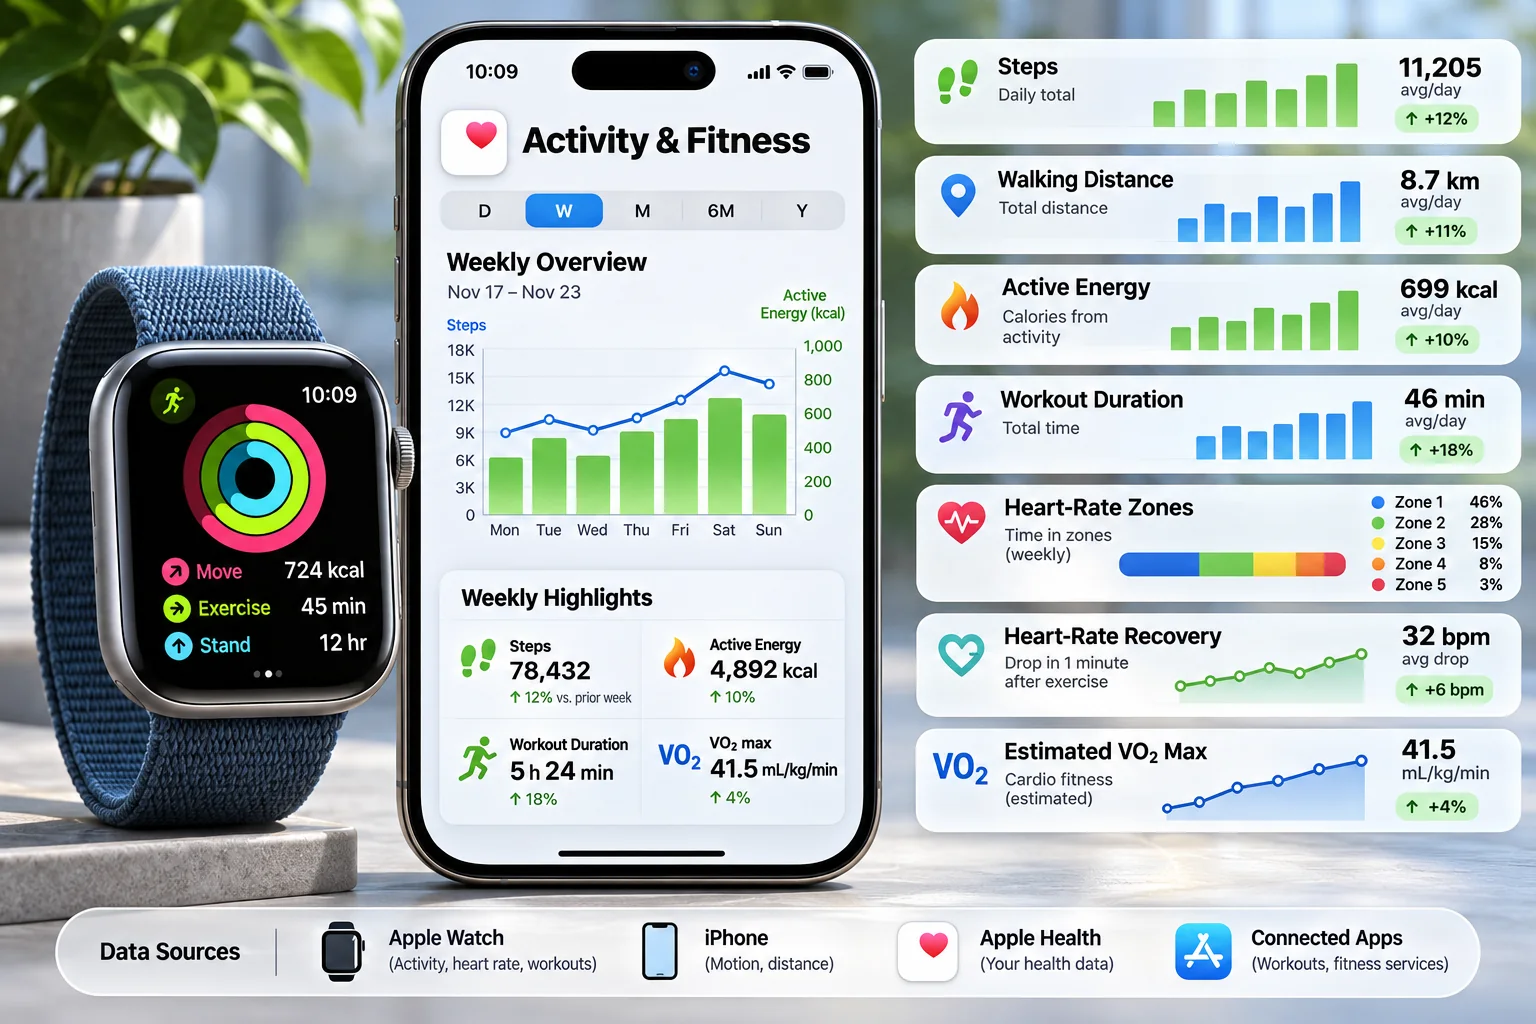 10:09
Move 724 kcal
Exercise 45 min
Stand 12 hr
10:09
Activity & Fitness
D W M 6M Y
Weekly Overview
Nov 17 – Nov 23
Steps
Active
Energy (kcal)
18K
15K
12K
9K
6K
3K
0
1,000
800
600
400
200
0
Mon Tue Wed Thu Fri Sat Sun
Weekly Highlights
Steps
78,432
↑ 12% vs. prior week
Active Energy
4,892 kcal
↑ 10%
Workout Duration
5 h 24 min
↑ 18%
VO₂
VO₂ max
41.5 mL/kg/min
↑ 4%
Steps
Daily total
11,205
avg/day
↑ +12%
Walking Distance
Total distance
8.7 km
avg/day
↑ +11%
Active Energy
Calories from
activity
699 kcal
avg/day
↑ +10%
Workout Duration
Total time
46 min
avg/day
↑ +18%
Heart-Rate Zones
Time in zones
(weekly)
Zone 1 46%
Zone 2 28%
Zone 3 15%
Zone 4 8%
Zone 5 3%
Heart-Rate Recovery
Drop in 1 minute
after exercise
32 bpm
avg drop
↑ +6 bpm
VO₂
Estimated VO₂ Max
Cardio fitness
(estimated)
41.5
mL/kg/min
↑ +4%
Data Sources
Apple Watch
(Activity, heart rate, workouts)
iPhone
(Motion, distance)
Apple Health
(Your health data)
Connected Apps
(Workouts, fitness services)